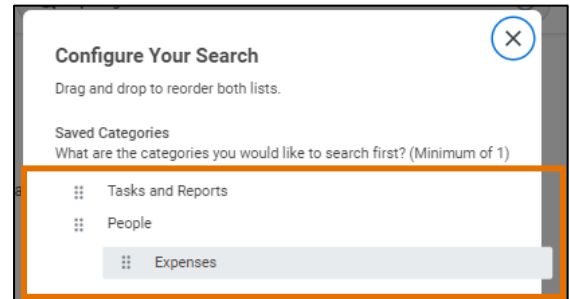 Configure Your Search
Drag and drop to reorder both lists.
Saved Categories
What are the categories you would like to search first? (Minimum of 1)
Tasks and Reports
People
Expenses